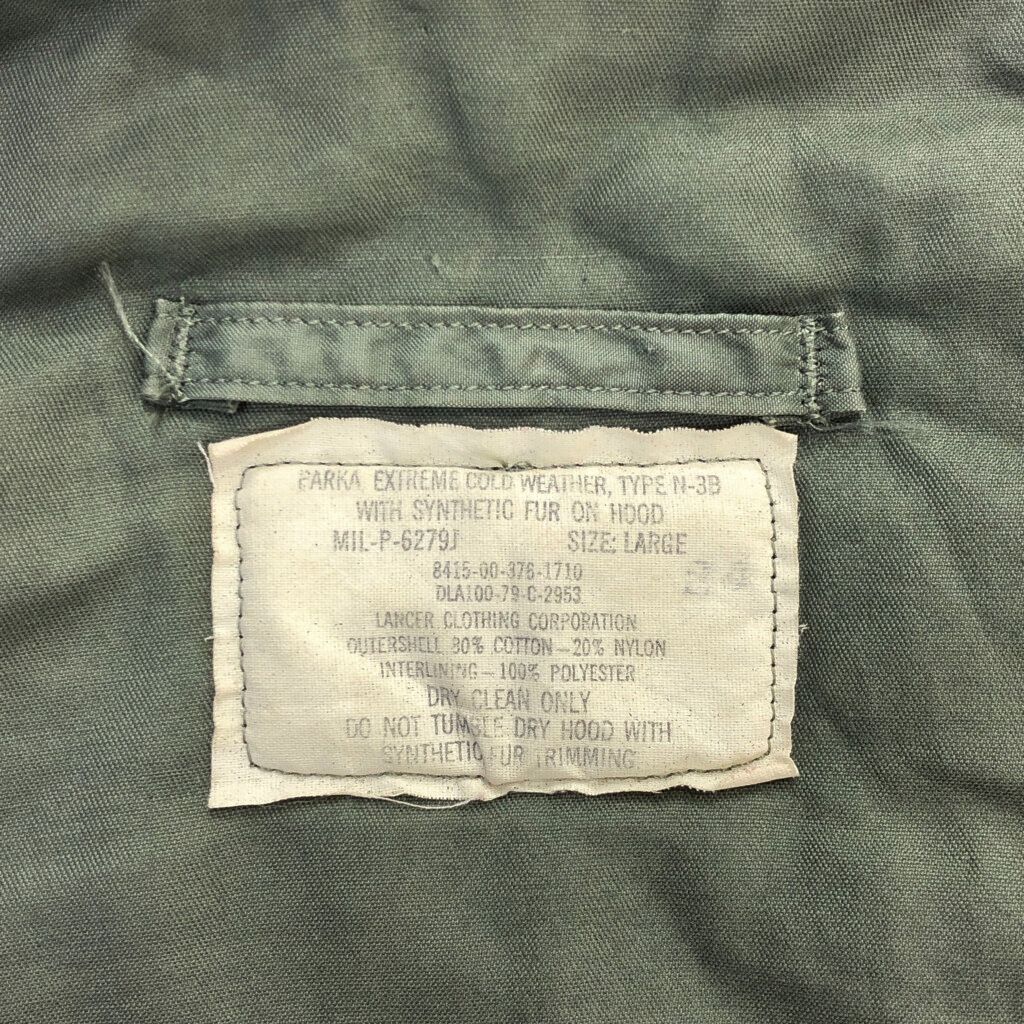 PARKA, EXTREME COLD WEATHER, TYPE N-3B
WITH SYNTHETIC FUR ON HOOD
MIL-P-6279J SIZE: LARGE
8415-00-376-1710
DLA100-79-C-2953
LANCER CLOTHING CORPORATION
OUTERSHELL 80% COTTON-20% NYLON
INTERLINING-100% POLYESTER
DRY CLEAN ONLY
DO NOT TUMBLE DRY HOOD WITH
SYNTHETIC FUR TRIMMING